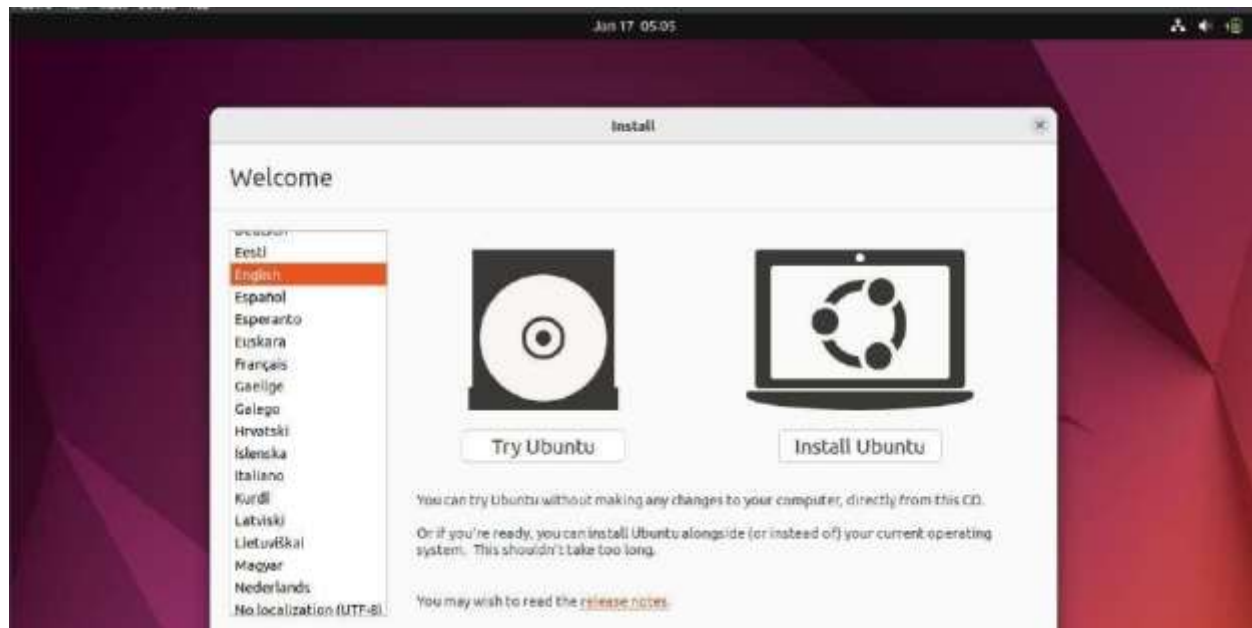 Jan 17 05:05
Install
Welcome
Deutsch
Eesti
English
Español
Esperanto
Euskara
Français
Gaeilge
Galego
Hrvatski
Íslenska
Italiano
Kurdî
Latviski
Lietuviškai
Magyar
Nederlands
No localization (UTF-8)
Try Ubuntu
Install Ubuntu
You can try Ubuntu without making any changes to your computer, directly from this CD.
Or if you're ready, you can install Ubuntu alongside (or instead of) your current operating
system. This shouldn't take too long.
You may wish to read the release notes.